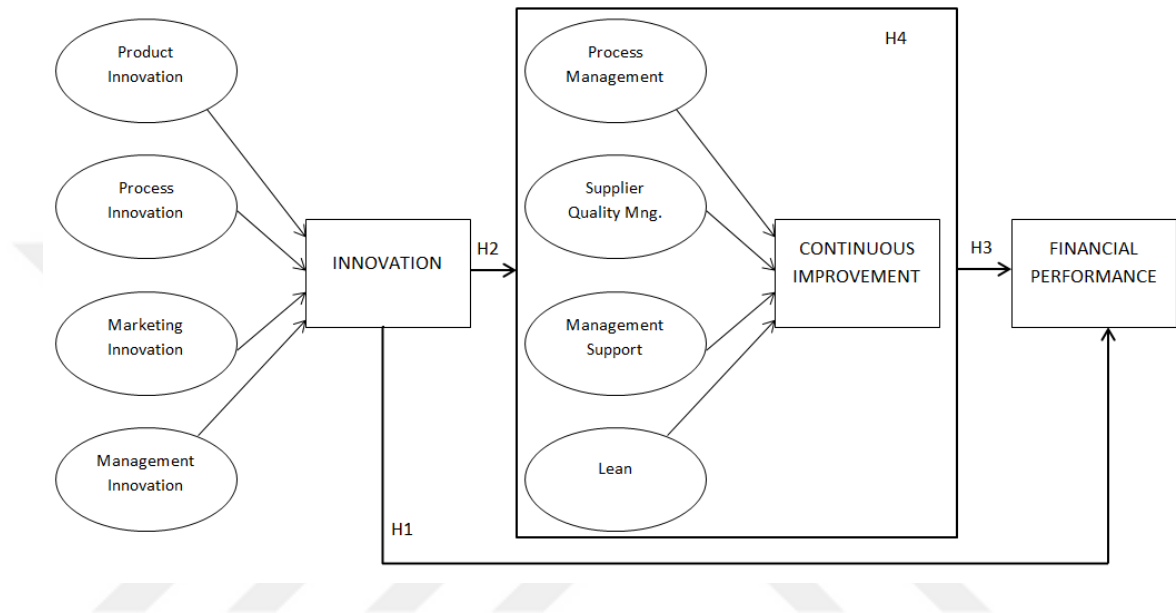 Product
Innovation
Process
Innovation
Marketing
Innovation
Management
Innovation
INNOVATION
H1
H2
H4
Process
Management
Supplier
Quality Mng.
Management
Support
Lean
CONTINUOUS
IMPROVEMENT
H3
FINANCIAL
PERFORMANCE